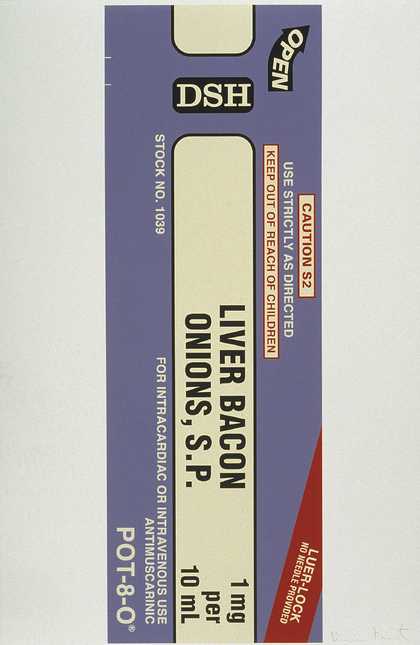 OPEN
DSH
STOCK NO. 1039
CAUTION S2
USE STRICTLY AS DIRECTED
KEEP OUT OF REACH OF CHILDREN
LIVER BACON
ONIONS, S.P.
1 mg
per
10 mL
FOR INTRACARDIAC OR INTRAVENOUS USE
ANTIMUSCARINIC
POT-8-O®
LUER-LOCK
NO NEEDLE PROVIDED